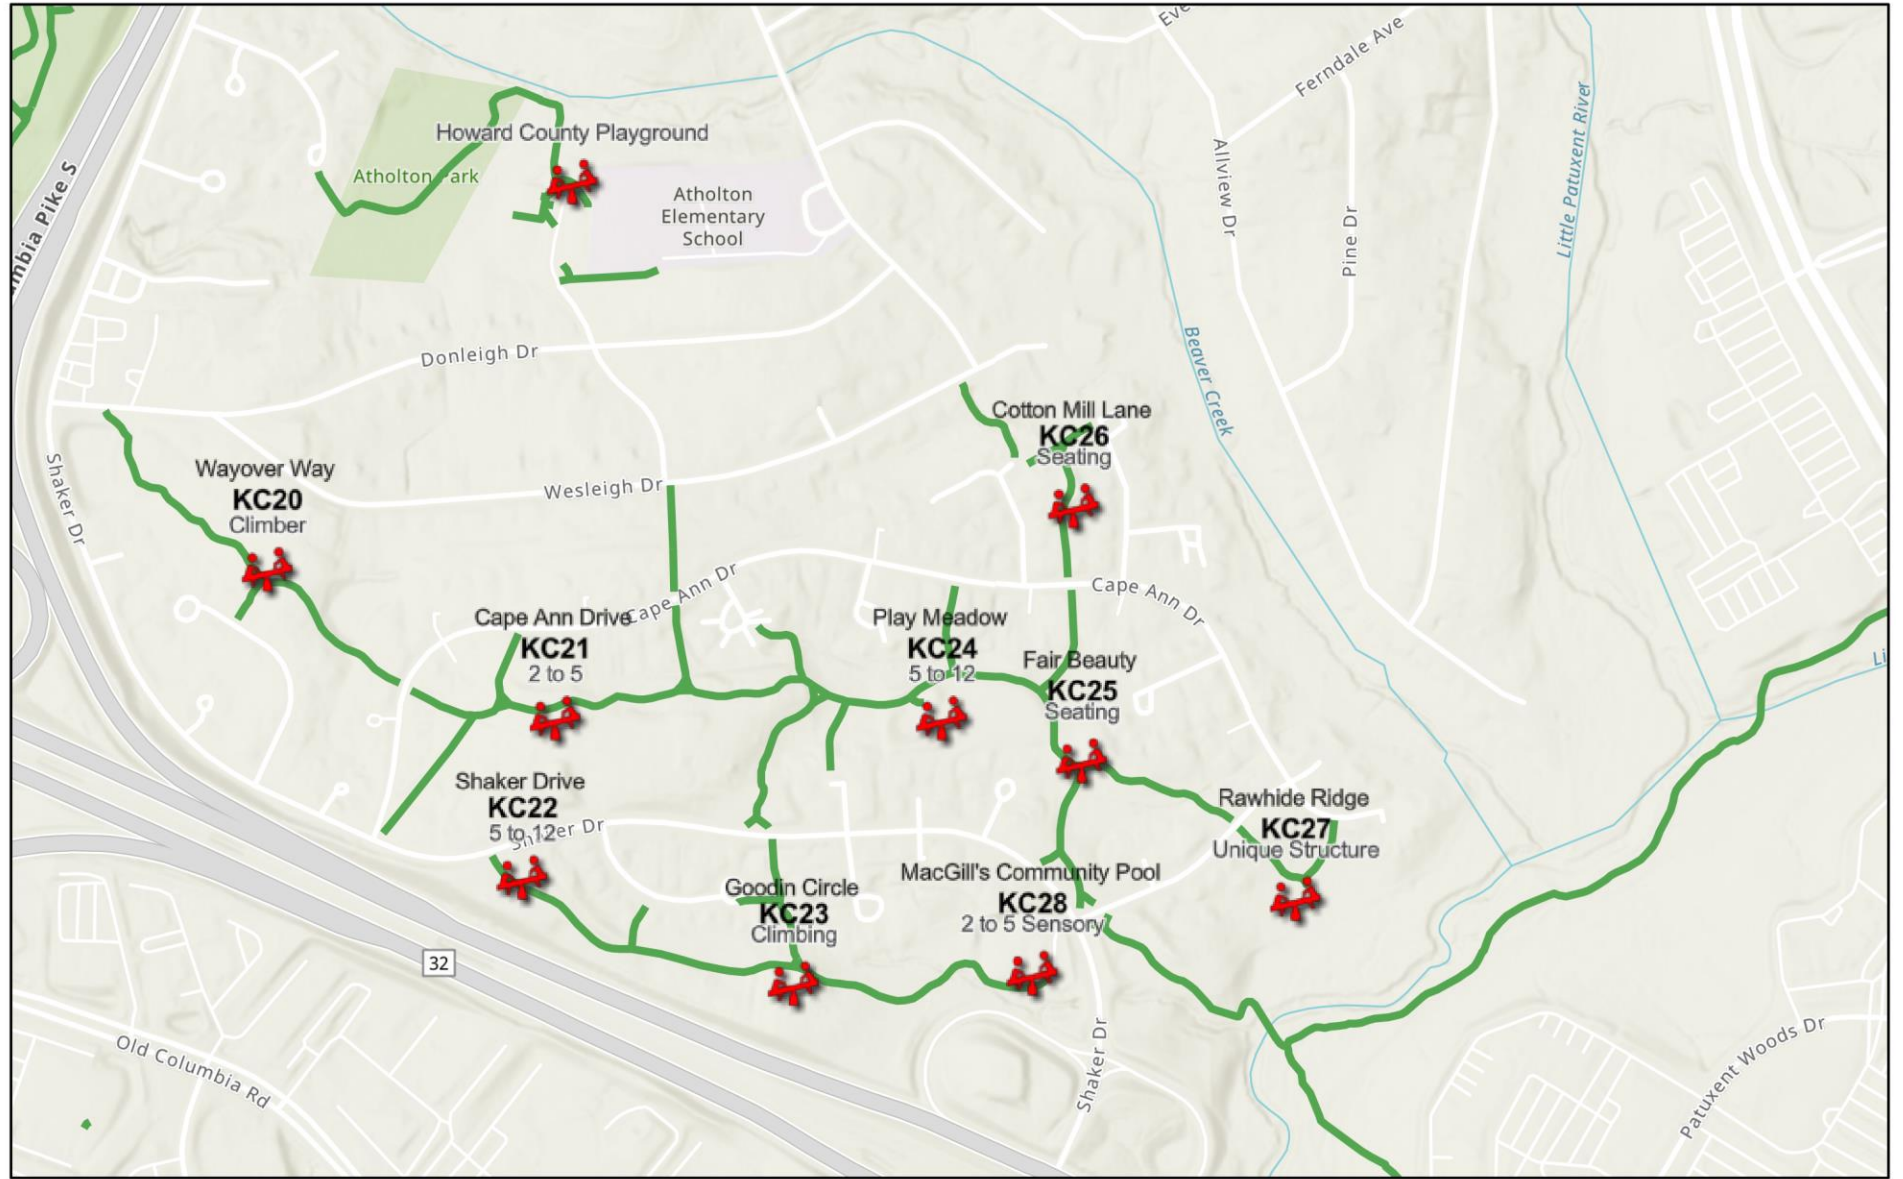 Eve
Ferndale Ave
Howard County Playground
Atholton Park
Atholton
Elementary
School
mbia Pike S
Allview Dr
Pine Dr
Little Patuxent River
Donleigh Dr
Beaver Creek
Cotton Mill Lane
KC26
Seating
Wayover Way
KC20
Climber
Shaker Dr
Wesleigh Dr
Cape Ann Dr
Cape Ann Dr
Cape Ann Drive
KC21
2 to 5
Play Meadow
KC24
5 to 12
Fair Beauty
KC25
Seating
Li
Shaker Drive
KC22
5 to 12
Shaker Dr
Rawhide Ridge
KC27
Unique Structure
Goodin Circle
KC23
Climbing
MacGill's Community Pool
KC28
2 to 5 Sensory
32
Old Columbia Rd
Shaker Dr
Patuxent Woods Dr